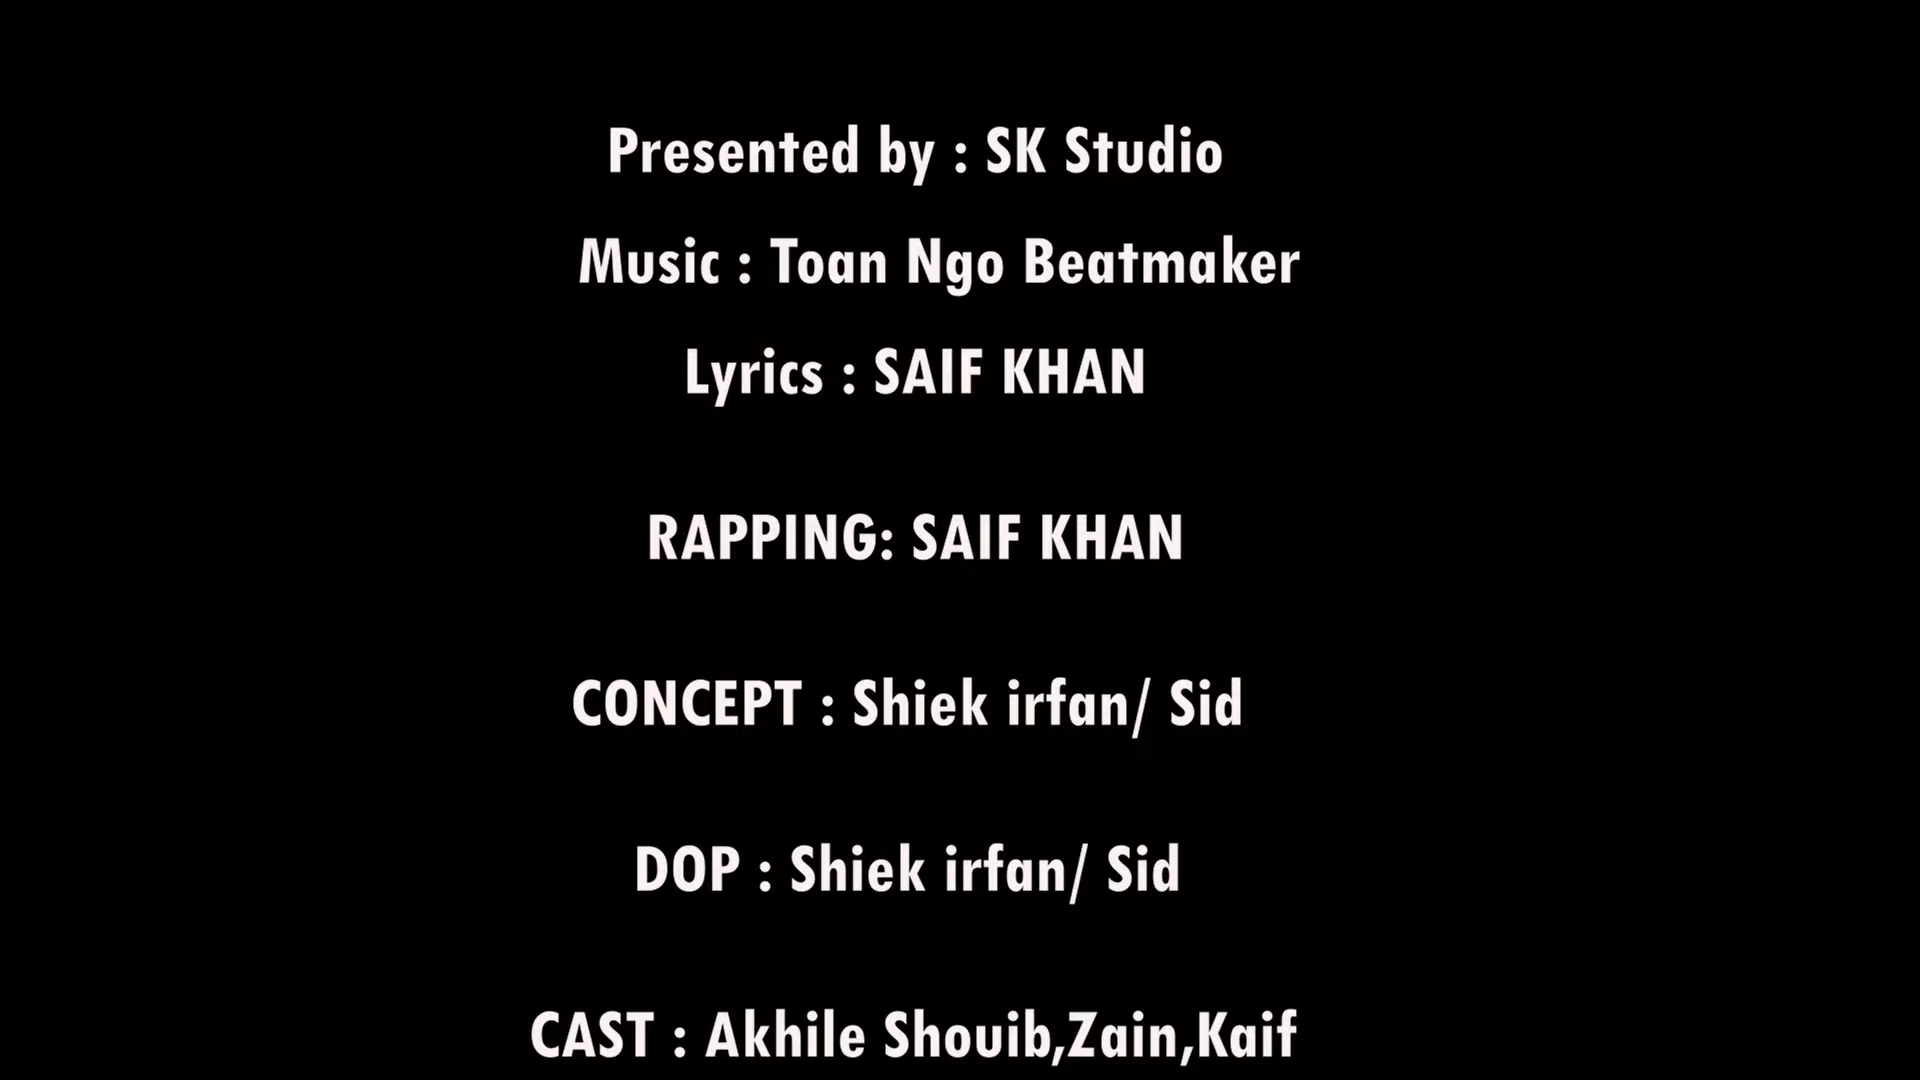 Presented by : SK Studio
Music : Toan Ngo Beatmaker
Lyrics : SAIF KHAN
RAPPING: SAIF KHAN
CONCEPT : Shiek irfan/ Sid
DOP : Shiek irfan/ Sid
CAST : Akhile Shouib,Zain,Kaif